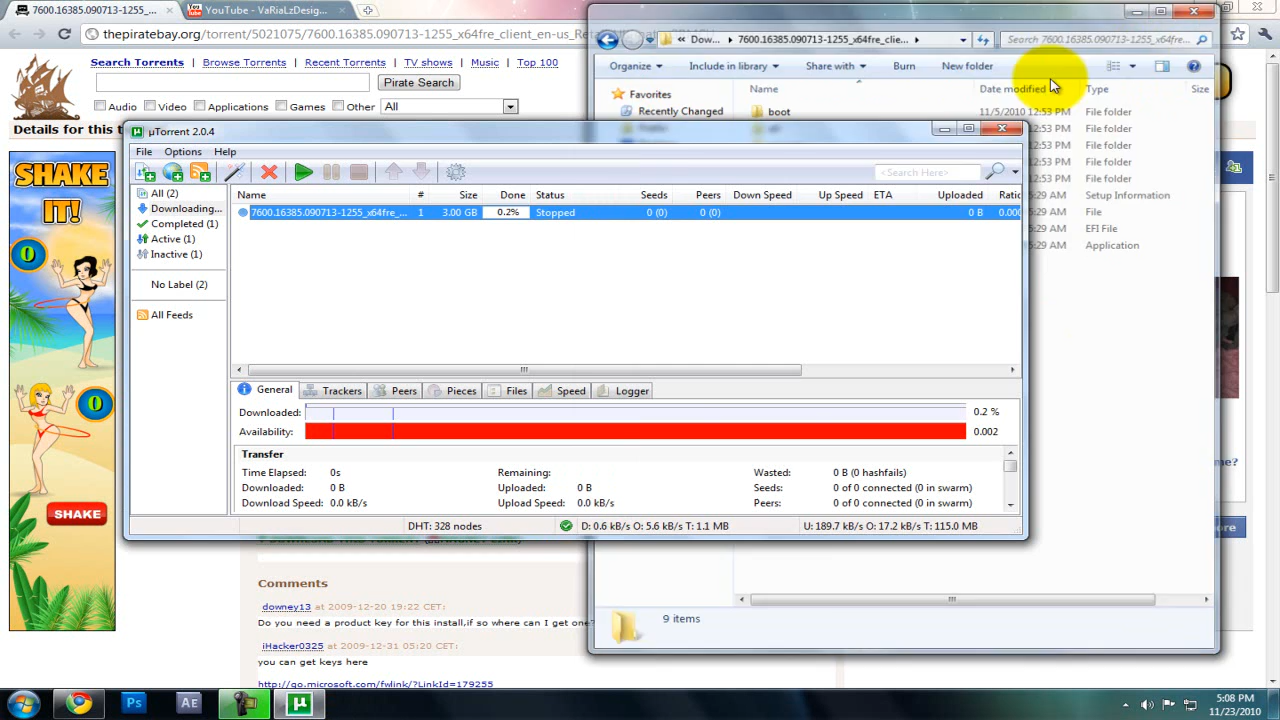 7600.16385.090713-1255_...
YouTube - VaRiaLzDesig...
thepiratebay.org/torrent/5021075/7600.16385.090713-1255_x64fre_client_en-us_Reta
Search Torrents Browse Torrents Recent Torrents TV shows Music Top 100
Pirate Search
Audio Video Applications Games Other All
Details for this t
Dow... 7600.16385.090713-1255_x64fre_clie...
Search 7600.16385.090713-1255_x64fre...
Organize Include in library Share with Burn New folder
Favorites
Recently Changed
Name Date modified Type Size
boot 11/5/2010 12:53 PM File folder
12:53 PM File folder
12:53 PM File folder
12:53 PM File folder
12:53 PM File folder
5:29 AM Setup Information
5:29 AM File
5:29 AM EFI File
5:29 AM Application
9 items
µTorrent 2.0.4
File Options Help
<Search Here>
All (2)
Downloading...
Completed (1)
Active (1)
Inactive (1)
No Label (2)
All Feeds
Name # Size Done Status Seeds Peers Down Speed Up Speed ETA Uploaded Ratio
7600.16385.090713-1255_x64fre_... 1 3.00 GB 0.2% Stopped 0 (0) 0 (0) 0 B 0.000
General Trackers Peers Pieces Files Speed Logger
Downloaded: 0.2 %
Availability: 0.002
Transfer
Time Elapsed: 0s Remaining: Wasted: 0 B (0 hashfails)
Downloaded: 0 B Uploaded: 0 B Seeds: 0 of 0 connected (0 in swarm)
Download Speed: 0.0 kB/s Upload Speed: 0.0 kB/s Peers: 0 of 0 connected (0 in swarm)
DHT: 328 nodes D: 0.6 kB/s O: 5.6 kB/s T: 1.1 MB U: 189.7 kB/s O: 17.2 kB/s T: 115.0 MB
SHAKE
IT!
0
0
SHAKE
me?
ore
Comments
downey13 at 2009-12-20 19:22 CET:
Do you need a product key for this install,if so where can I get one?
iHacker0325 at 2009-12-31 05:20 CET:
you can get keys here
http://go.microsoft.com/fwlink/?LinkId=179255
Ps
Ae
5:08 PM
11/23/2010